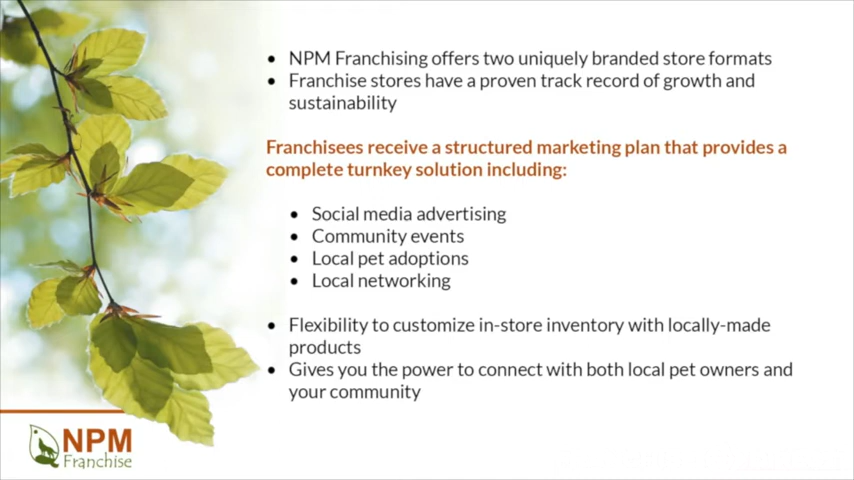 • NPM Franchising offers two uniquely branded store formats
• Franchise stores have a proven track record of growth and
sustainability
Franchisees receive a structured marketing plan that provides a
complete turnkey solution including:
• Social media advertising
• Community events
• Local pet adoptions
• Local networking
• Flexibility to customize in-store inventory with locally-made
products
• Gives you the power to connect with both local pet owners and
your community
NPM
Franchise